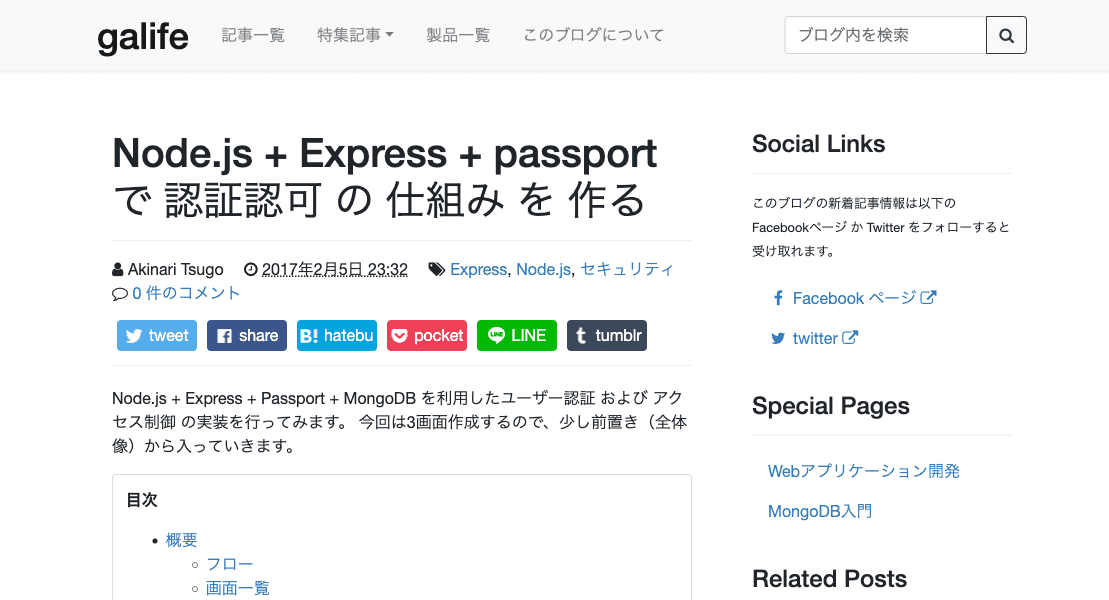 galife
記事一覧
特集記事
製品一覧
このブログについて
ブログ内を検索
Node.js + Express + passport
で 認証認可 の 仕組み を 作る
Akinari Tsugo 2017年2月5日 23:32 Express, Node.js, セキュリティ
0 件のコメント
tweet
share
B! hatebu
pocket
LINE LINE
t tumblr
Node.js + Express + Passport + MongoDB を利用したユーザー認証 および アク
セス制御 の実装を行ってみます。 今回は3画面作成するので、少し前置き（全体
像）から入っていきます。
目次
概要
フロー
画面一覧
Social Links
このブログの新着記事情報は以下の
Facebookページ か Twitter をフォローすると
受け取れます。
Facebook ページ
twitter
Special Pages
Webアプリケーション開発
MongoDB入門
Related Posts